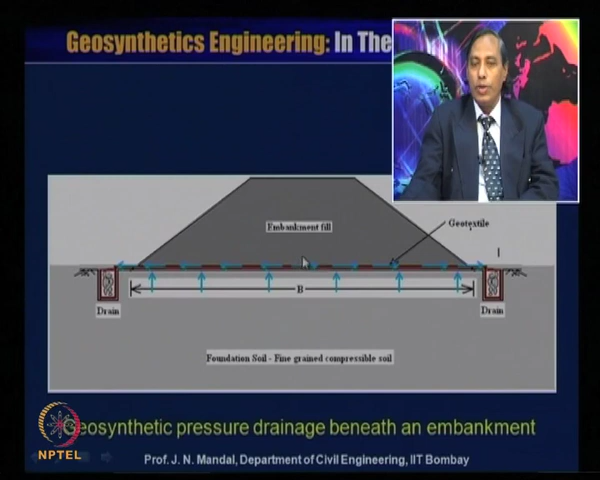 Geosynthetics Engineering: In The
Embankment fill
Geotextile
B
Drain
Drain
Foundation Soil - Fine grained compressible soil
Geosynthetic pressure drainage beneath an embankment
NPTEL
Prof. J. N. Mandal, Department of Civil Engineering, IIT Bombay